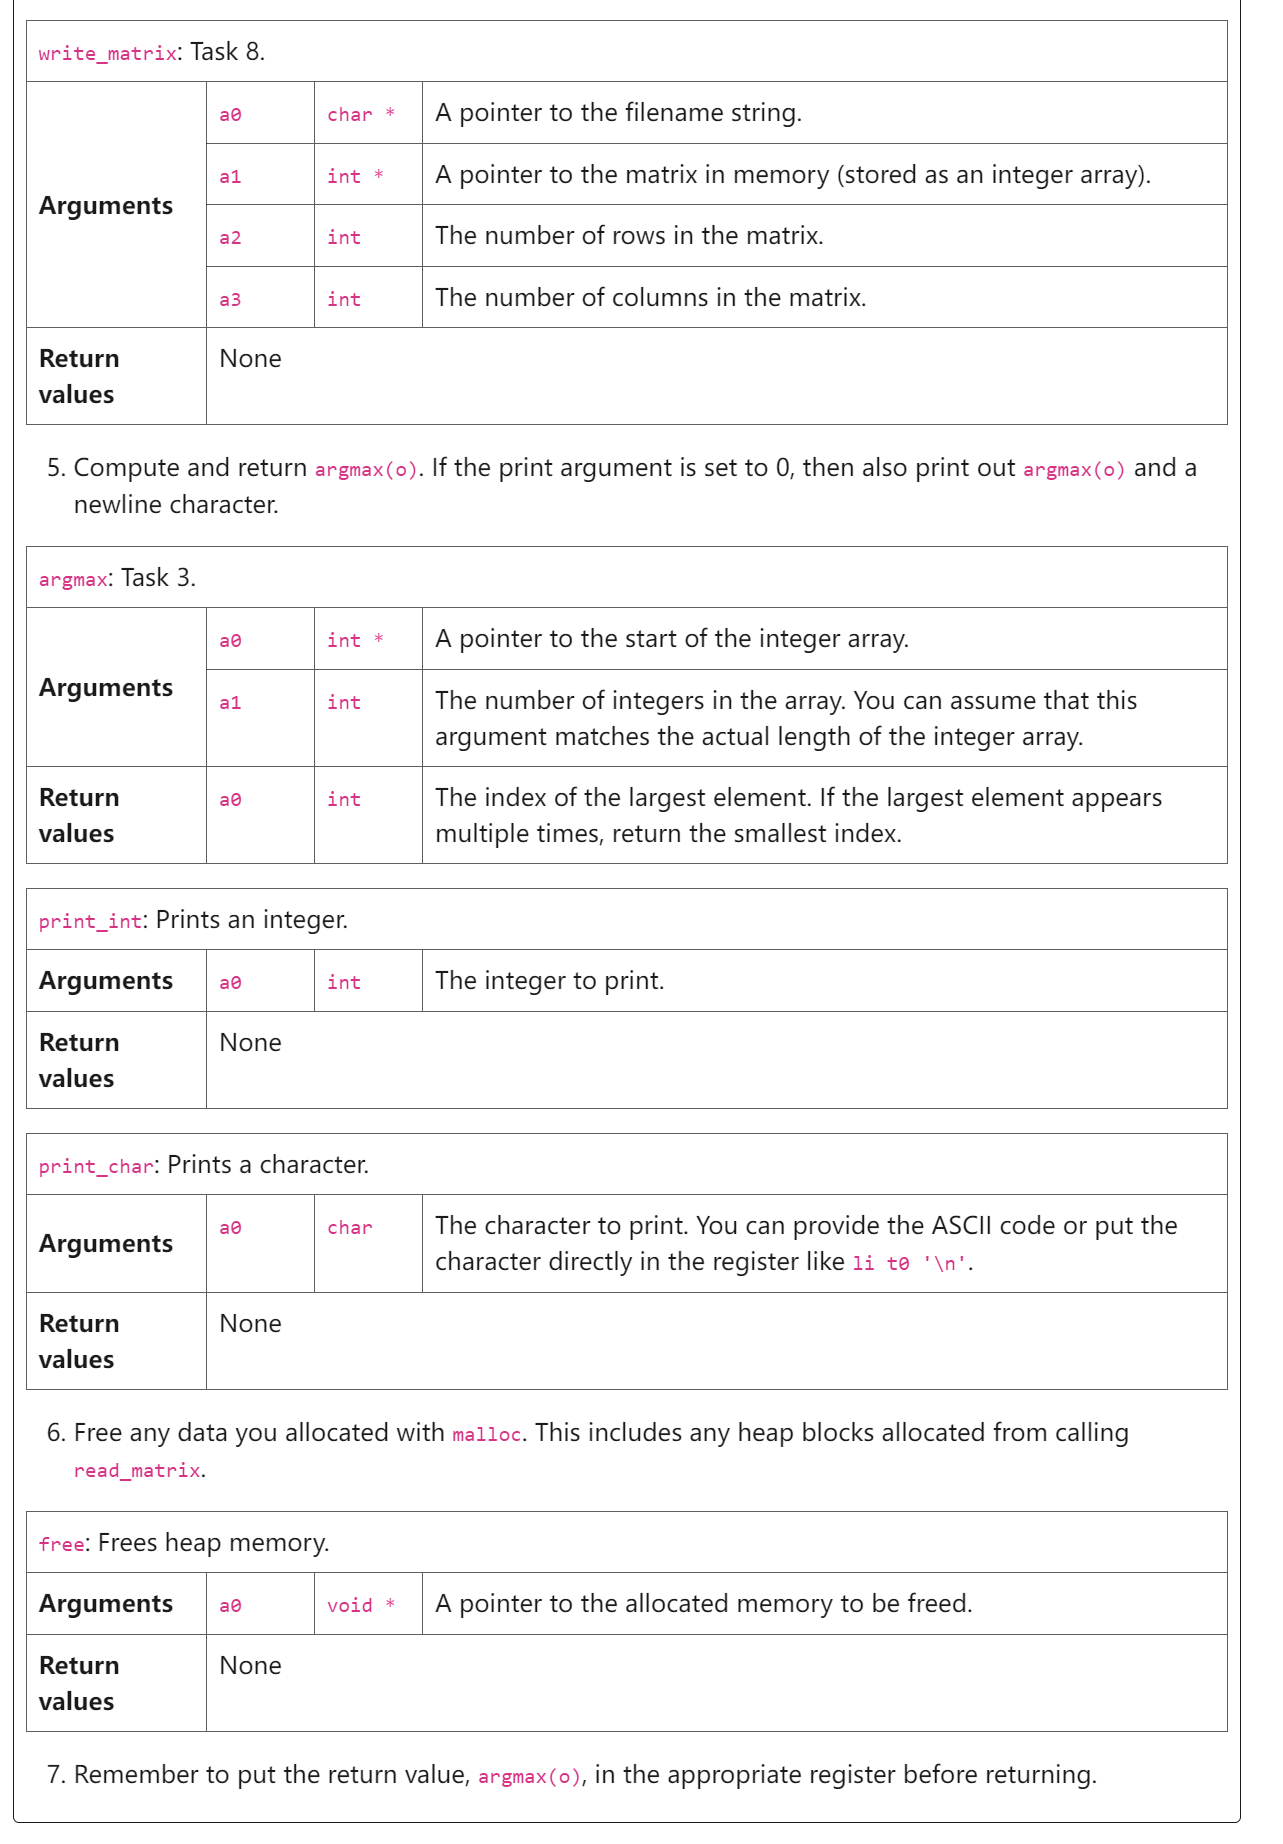 write_matrix: Task 8.
Arguments
a0 char * A pointer to the filename string.
a1 int * A pointer to the matrix in memory (stored as an integer array).
a2 int The number of rows in the matrix.
a3 int The number of columns in the matrix.
Return values None
5. Compute and return argmax(o). If the print argument is set to 0, then also print out argmax(o) and a
newline character.
argmax: Task 3.
Arguments
a0 int * A pointer to the start of the integer array.
a1 int The number of integers in the array. You can assume that this
argument matches the actual length of the integer array.
Return values a0 int The index of the largest element. If the largest element appears
multiple times, return the smallest index.
print_int: Prints an integer.
Arguments a0 int The integer to print.
Return values None
print_char: Prints a character.
Arguments a0 char The character to print. You can provide the ASCII code or put the
character directly in the register like li t0 '\n'.
Return values None
6. Free any data you allocated with malloc. This includes any heap blocks allocated from calling
read_matrix.
free: Frees heap memory.
Arguments a0 void * A pointer to the allocated memory to be freed.
Return values None
7. Remember to put the return value, argmax(o), in the appropriate register before returning.